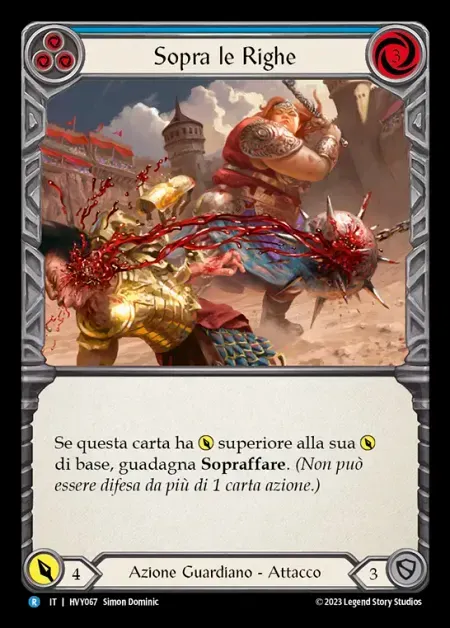 Sopra le Righe
3
Se questa carta ha superiore alla sua
di base, guadagna Sopraffare. (Non può
essere difesa da più di 1 carta azione.)
4
Azione Guardiano - Attacco
3
R IT | HVY067 Simon Dominic
© 2023 Legend Story Studios